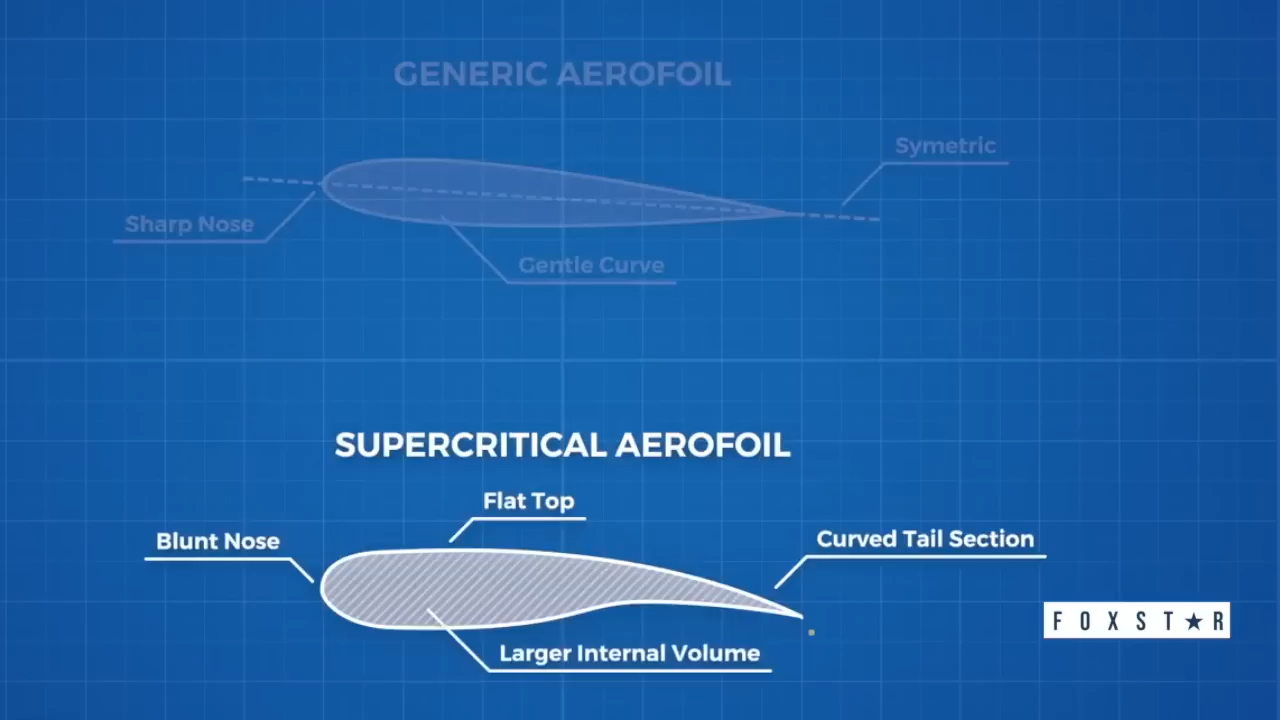 GENERIC AEROFOIL
Symetric
Sharp Nose
Gentle Curve
SUPERCRITICAL AEROFOIL
Flat Top
Blunt Nose
Curved Tail Section
FOXST★R
Larger Internal Volume